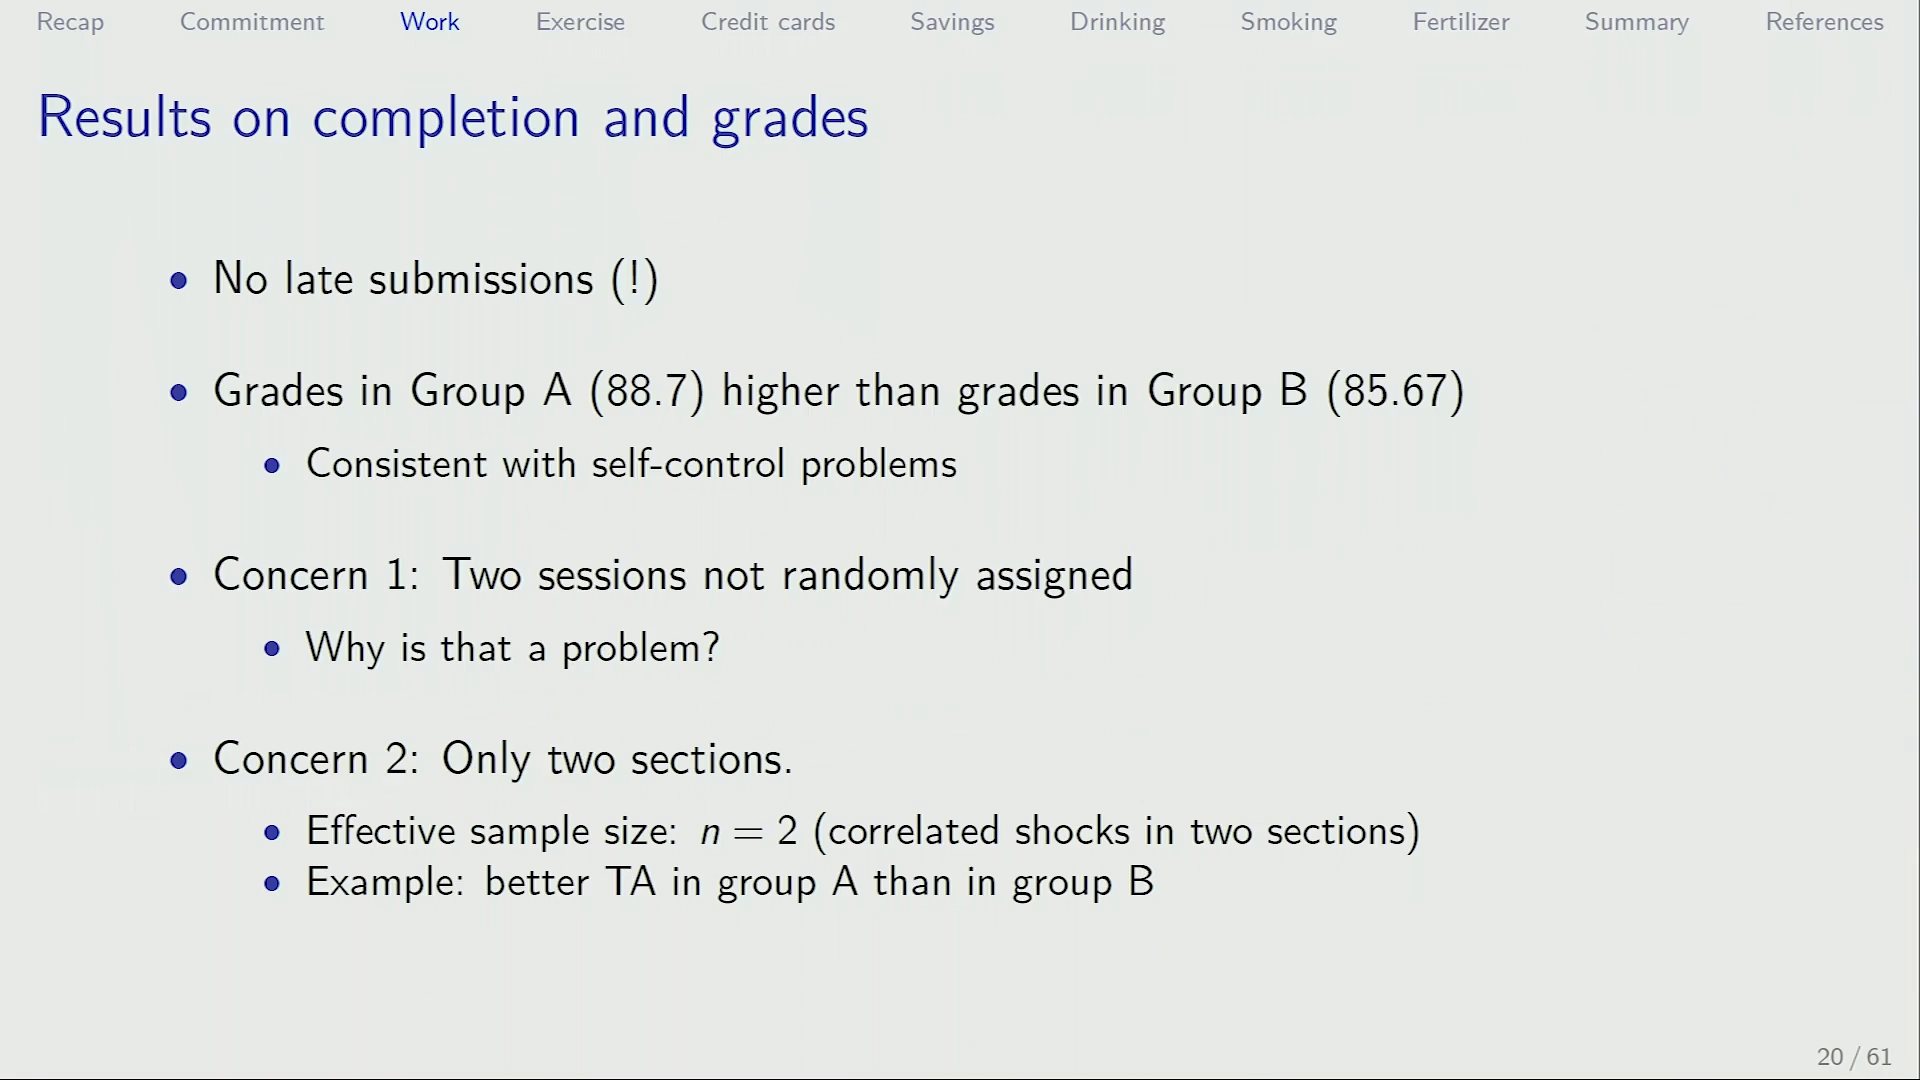 Recap Commitment Work Exercise Credit cards Savings Drinking Smoking Fertilizer Summary References
Results on completion and grades
• No late submissions (!)
• Grades in Group A (88.7) higher than grades in Group B (85.67)
• Consistent with self-control problems
• Concern 1: Two sessions not randomly assigned
• Why is that a problem?
• Concern 2: Only two sections.
• Effective sample size: n = 2 (correlated shocks in two sections)
• Example: better TA in group A than in group B
20 / 61